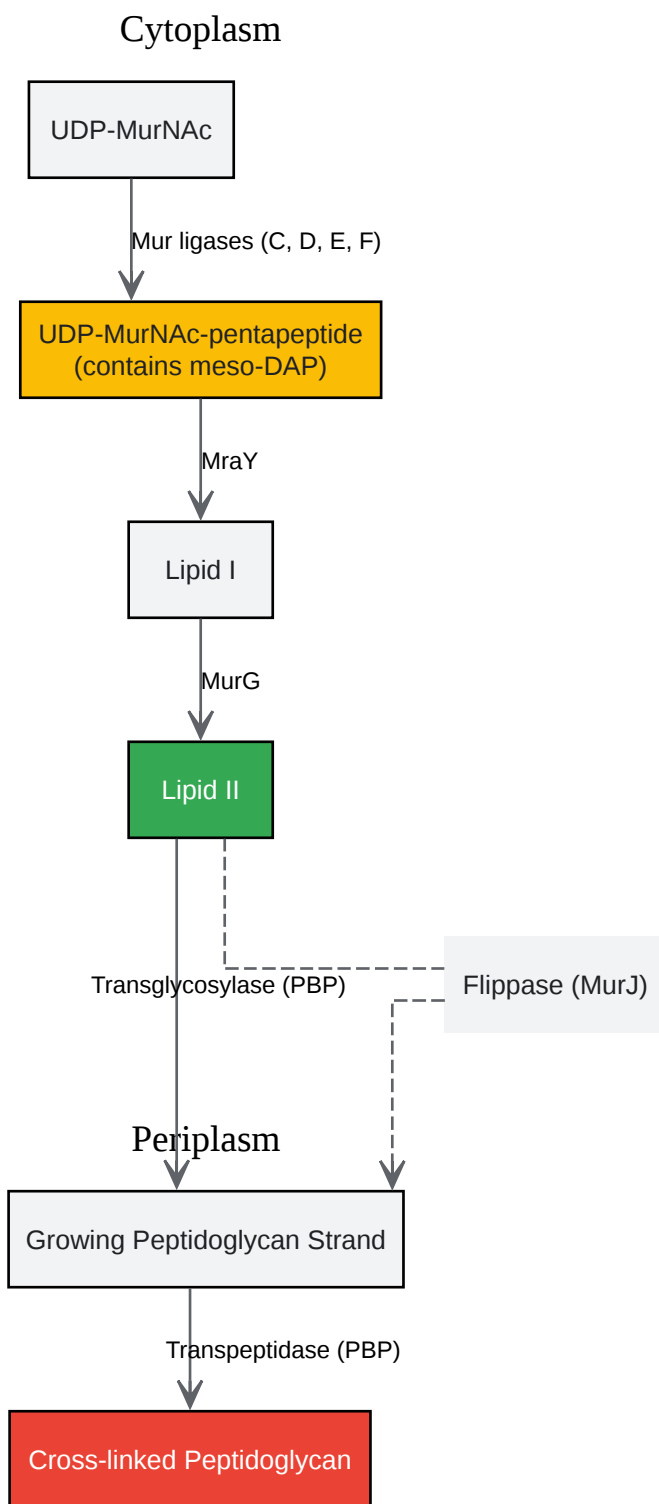 Cytoplasm
UDP-MurNAc
Mur ligases (C, D, E, F)
UDP-MurNAc-pentapeptide
(contains meso-DAP)
MraY
Lipid I
MurG
Lipid II
Transglycosylase (PBP)
Flippase (MurJ)
Periplasm
Growing Peptidoglycan Strand
Transpeptidase (PBP)
Cross-linked Peptidoglycan